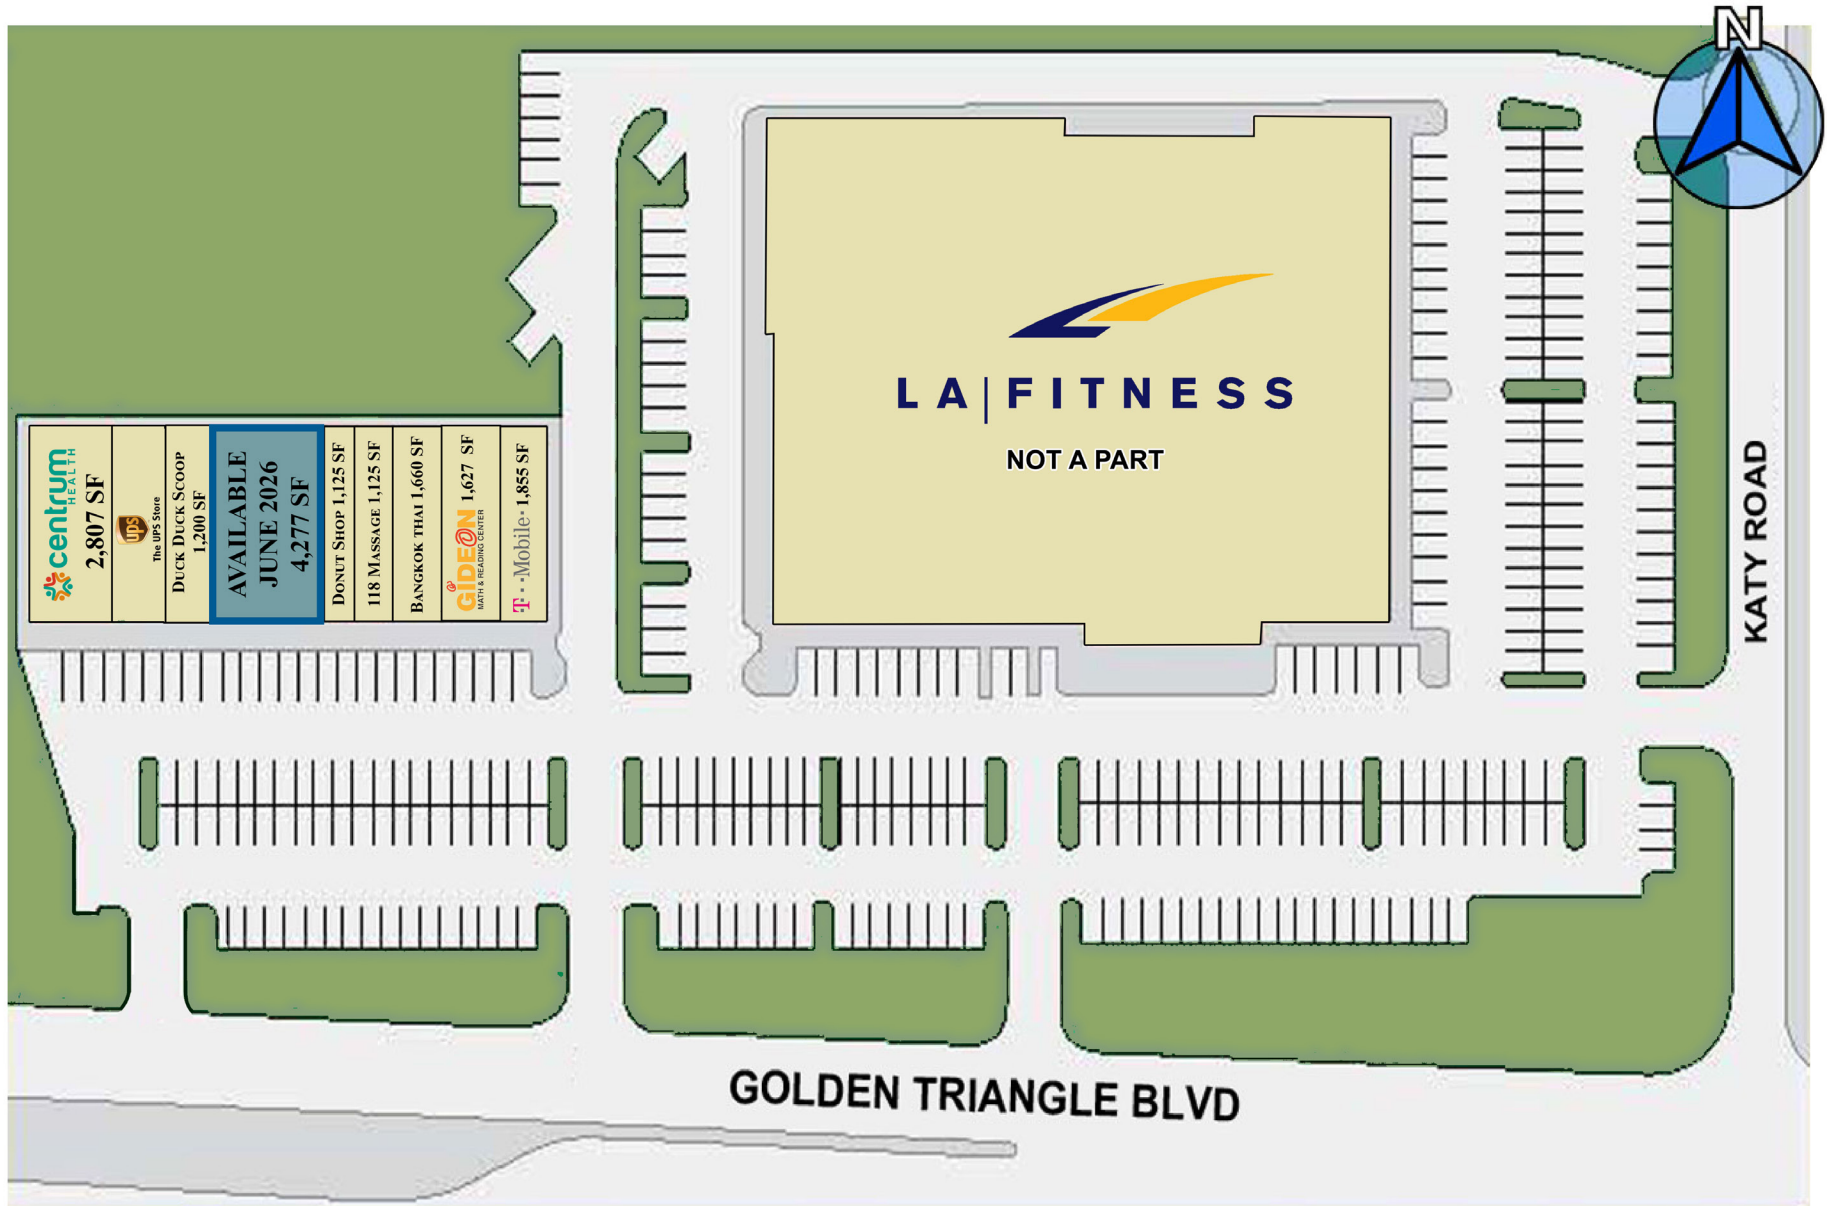 N
LA|FITNESS
NOT A PART
centrum
HEALTH
2,807 SF
ups
The UPS Store
DUCK DUCK SCOOP
1,200 SF
AVAILABLE
JUNE 2026
4,277 SF
DONUT SHOP 1,125 SF
118 MASSAGE 1,125 SF
BANGKOK THAI 1,660 SF
GIDEON 1,627 SF
MATH & READING CENTER
T··Mobile· 1,855 SF
KATY ROAD
GOLDEN TRIANGLE BLVD